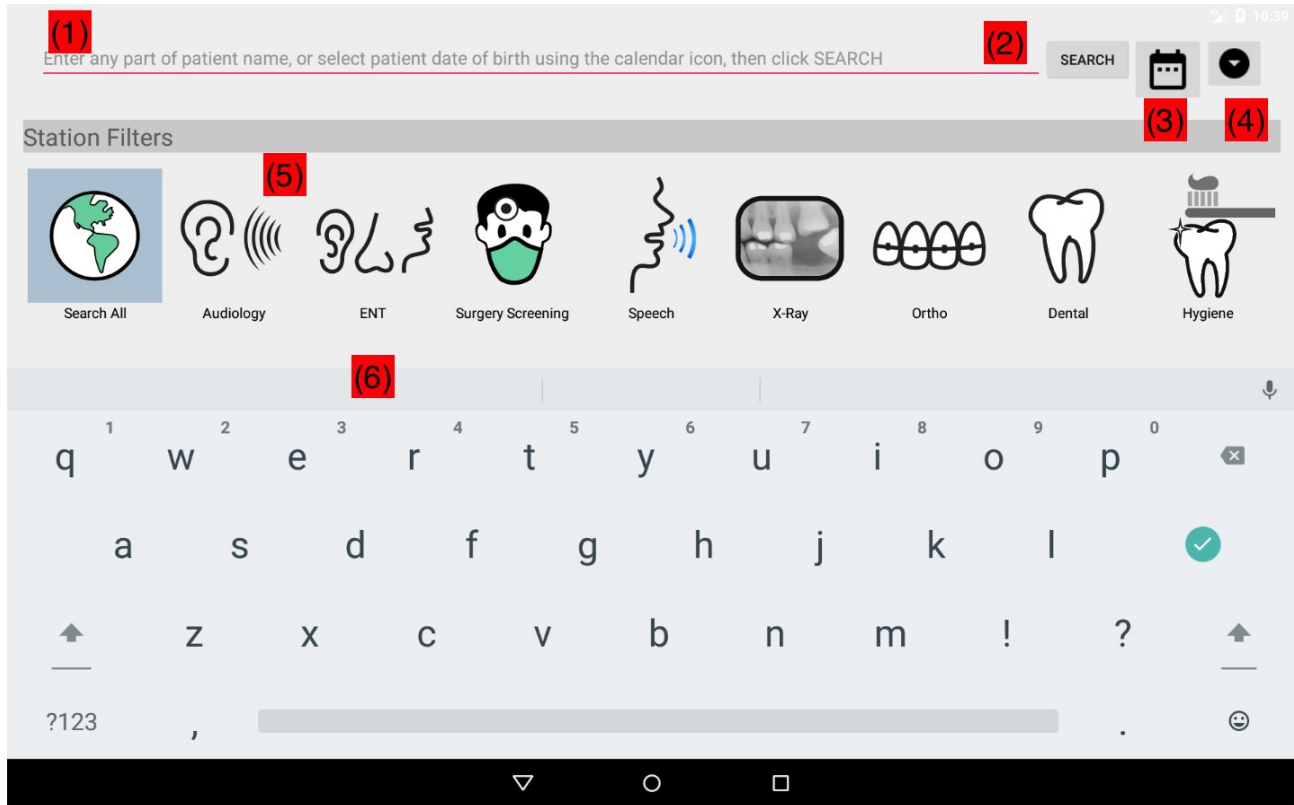 10:39
(1)
(2)
Enter any part of patient name, or select patient date of birth using the calendar icon, then click SEARCH
SEARCH
(3)
(4)
Station Filters
(5)
Search All
Audiology
ENT
Surgery Screening
Speech
X-Ray
Ortho
Dental
Hygiene
(6)
1 2 3 4 5 6 7 8 9 0
q w e r t y u i o p
a s d f g h j k l
z x c v b n m ! ?
?123 , .